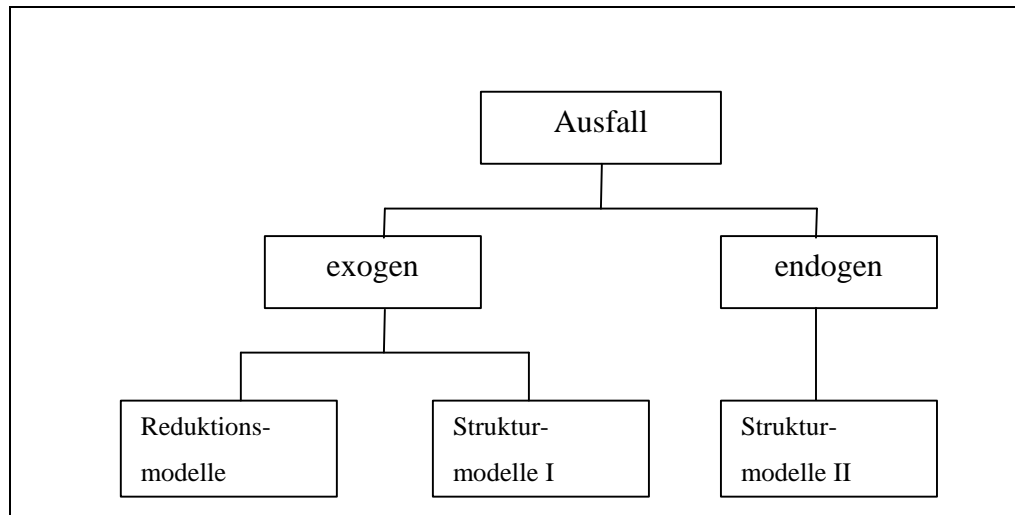 Ausfall
exogen
endogen
Reduktions-
modelle
Struktur-
modelle I
Struktur-
modelle II